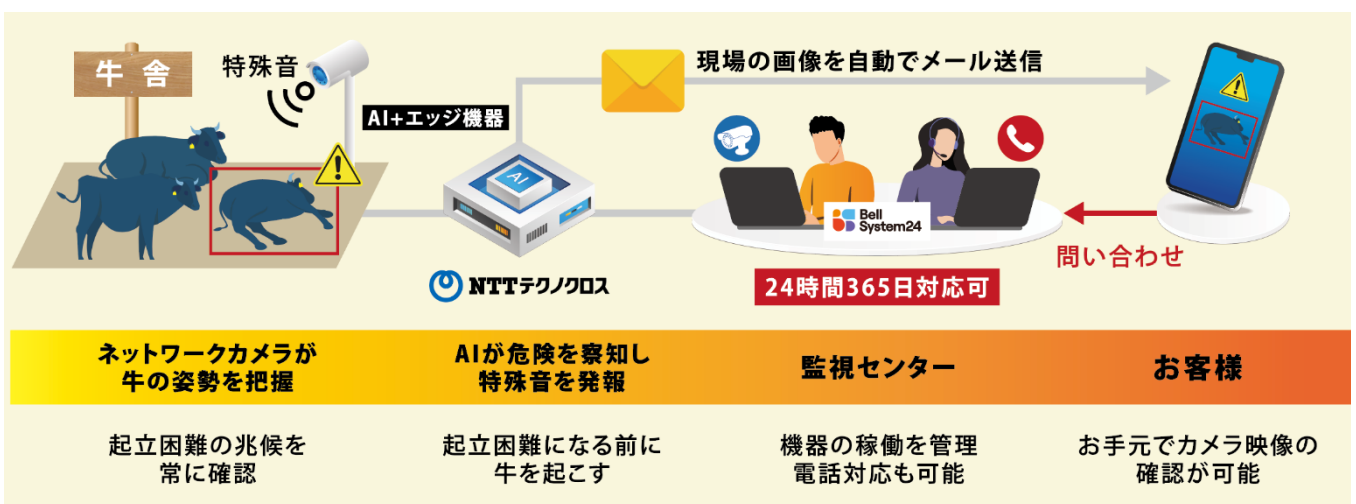 牛舎
特殊音
AI+エッジ機器
AI
現場の画像を自動でメール送信
Bell
System24
問い合わせ
NTTテクノクロス
24時間365日対応可
ネットワークカメラが
牛の姿勢を把握
AIが危険を察知し
特殊音を発報
監視センター
お客様
起立困難の兆候を
常に確認
起立困難になる前に
牛を起こす
機器の稼働を管理
電話対応も可能
お手元でカメラ映像の
確認が可能